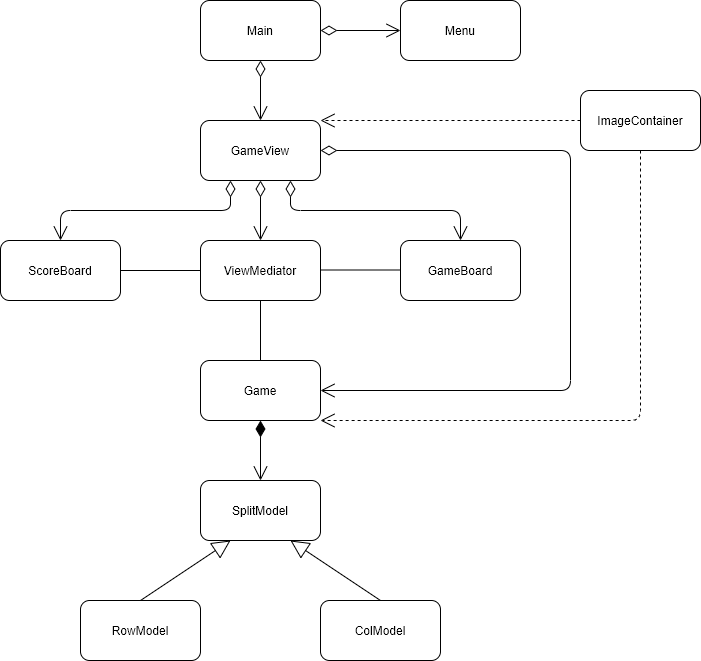 Main
Menu
ImageContainer
GameView
ScoreBoard
ViewMediator
GameBoard
Game
SplitModel
RowModel
ColModel